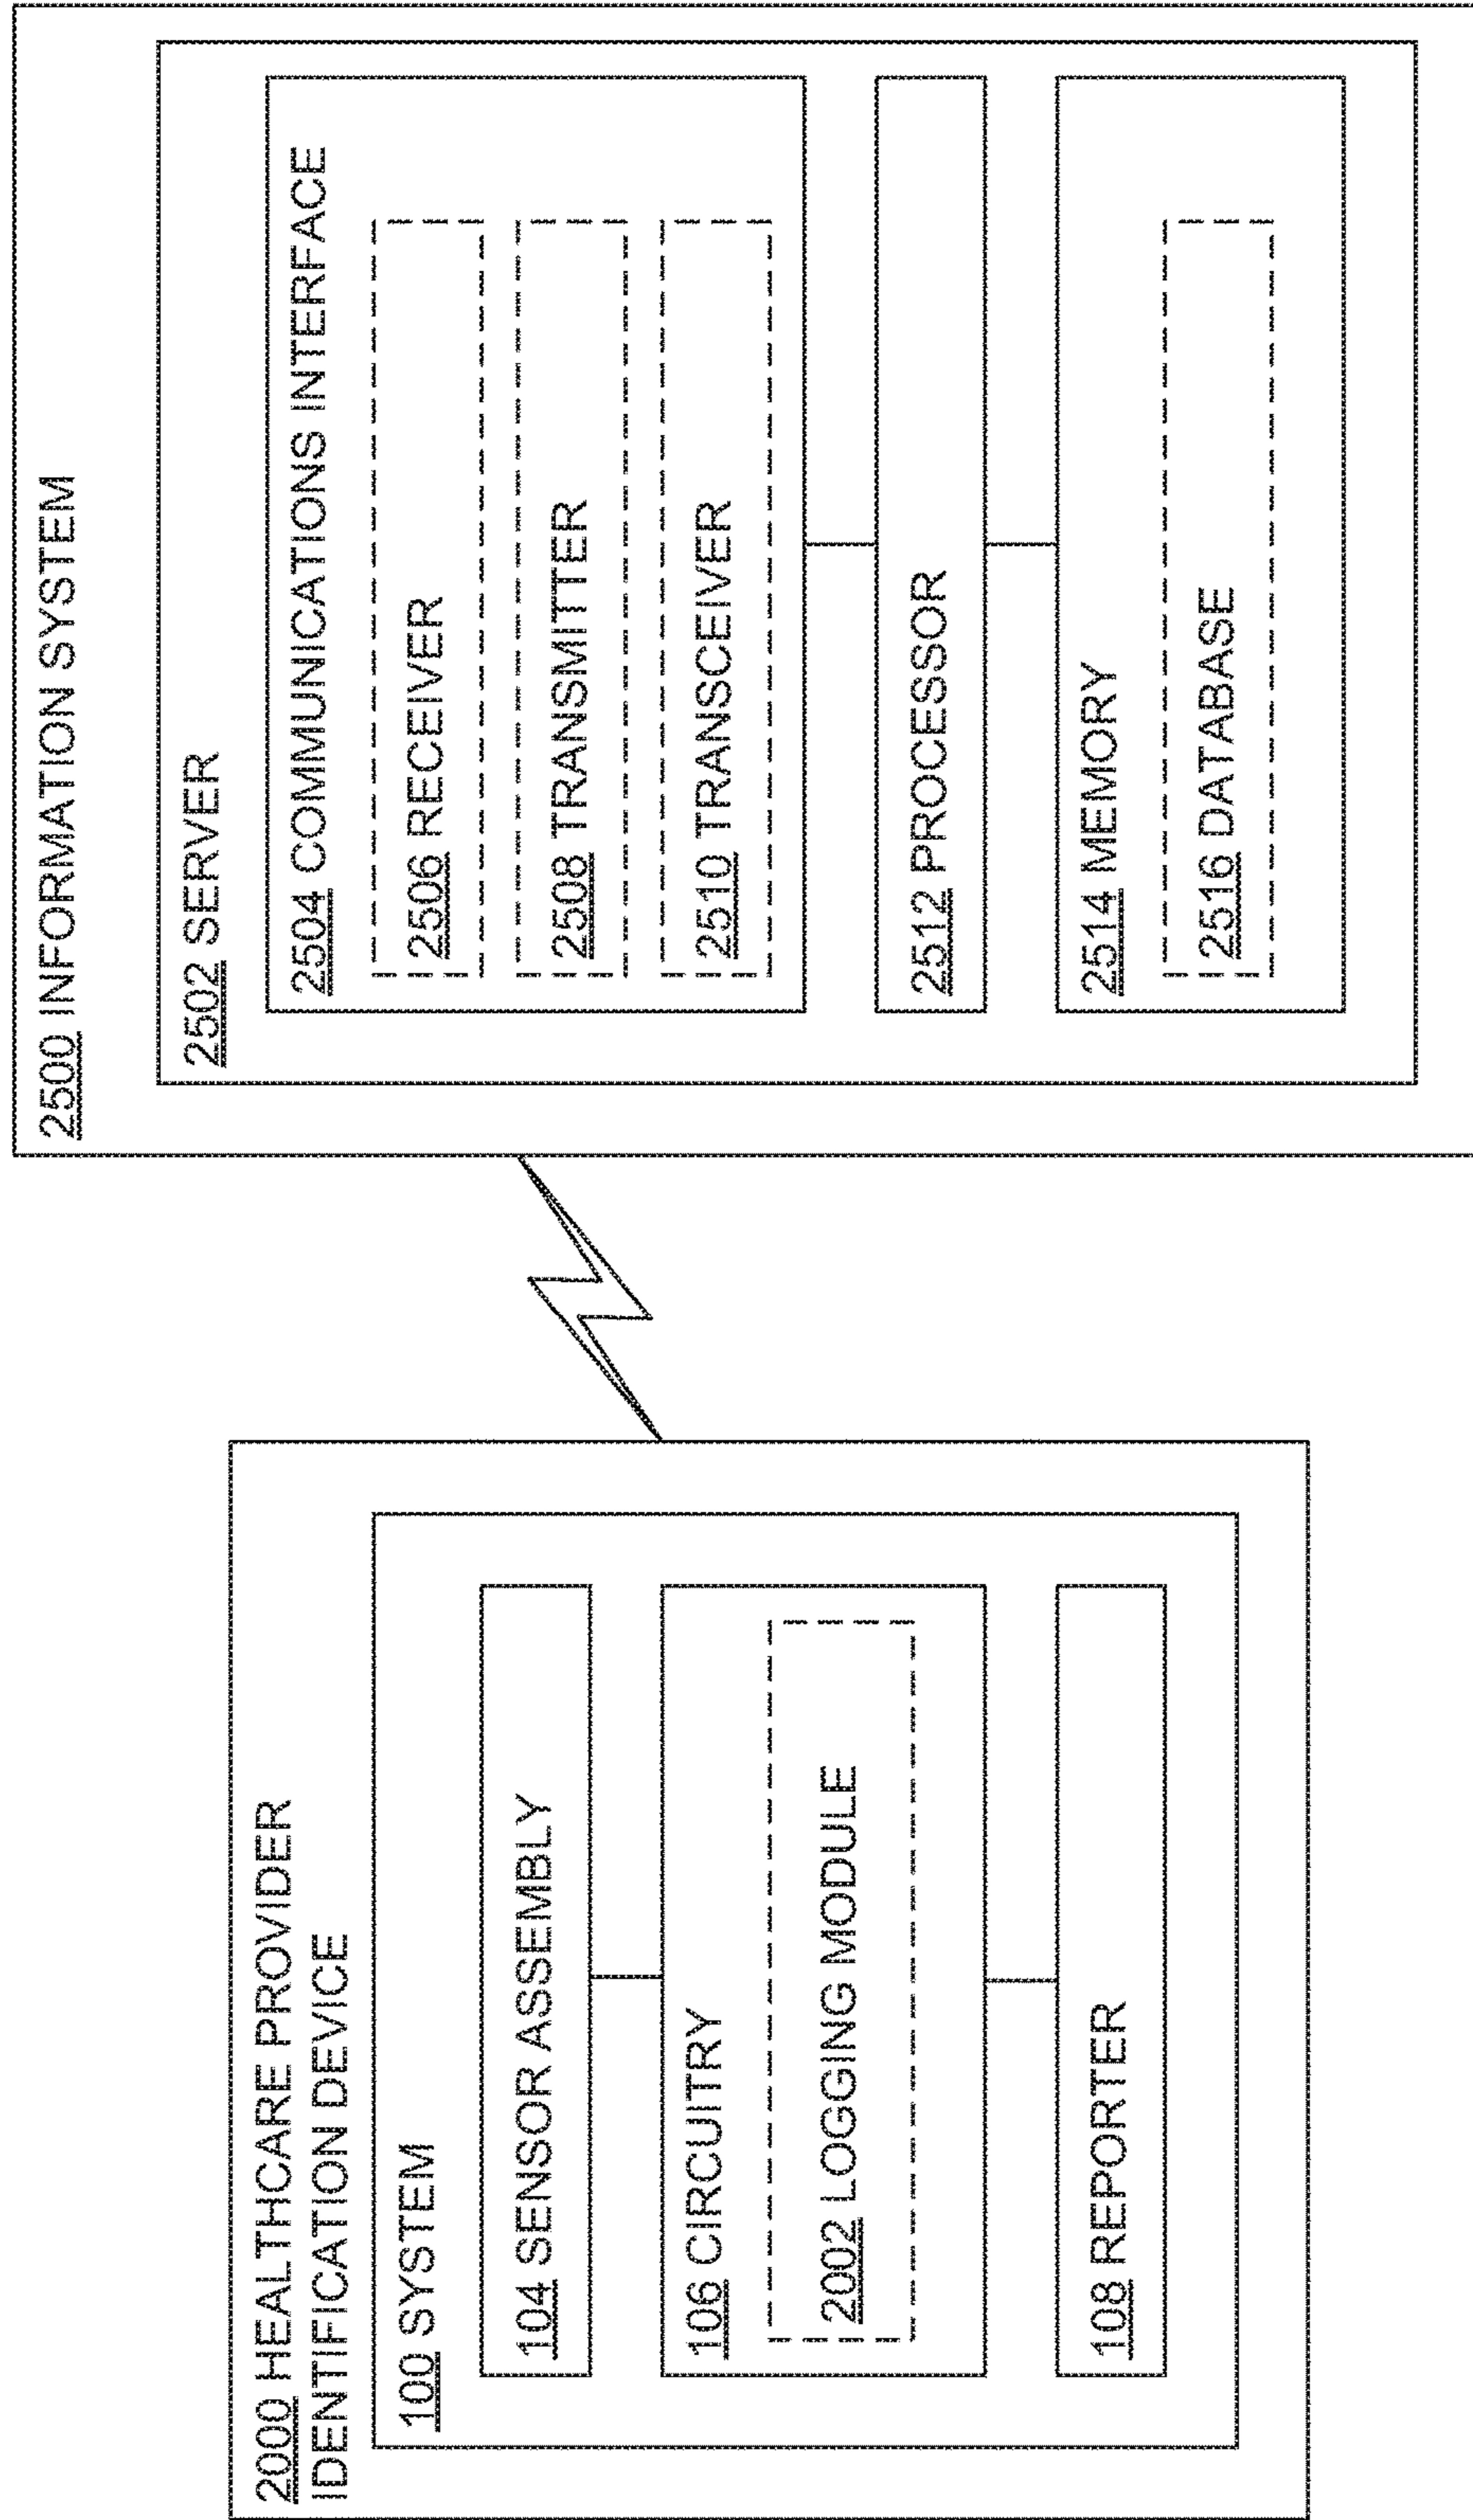 2000 HEALTHCARE PROVIDER
IDENTIFICATION DEVICE
100 SYSTEM
104 SENSOR ASSEMBLY
106 CIRCUITRY
2002 LOGGING MODULE
108 REPORTER
2500 INFORMATION SYSTEM
2502 SERVER
2504 COMMUNICATIONS INTERFACE
2506 RECEIVER
2508 TRANSMITTER
2510 TRANSCEIVER
2512 PROCESSOR
2514 MEMORY
2516 DATABASE